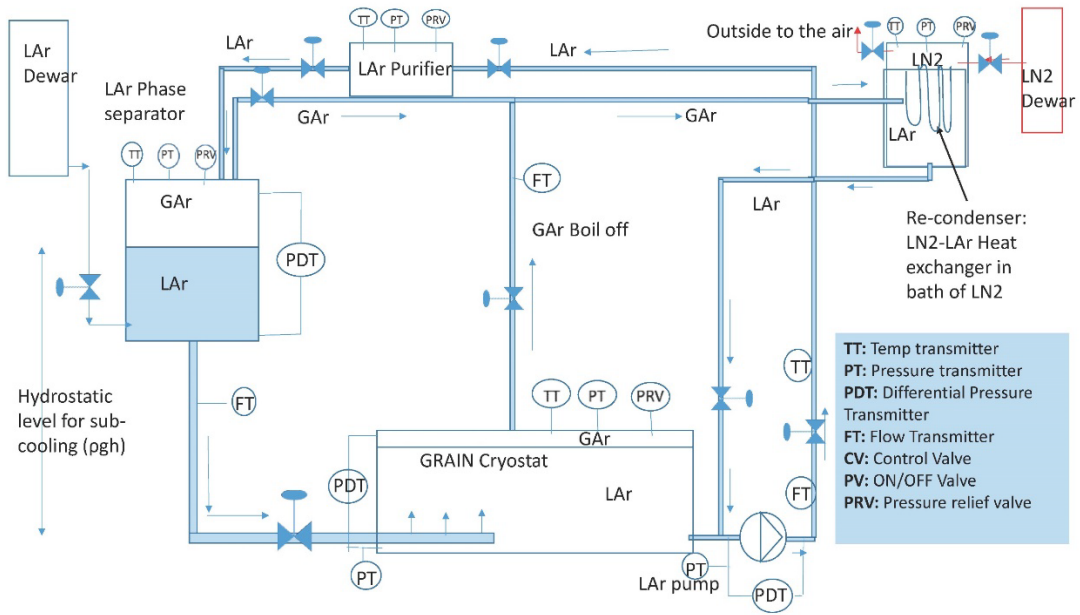 LAr
Dewar
TT
PT
PRV
LAr
LAr Purifier
LAr
Outside to the air
TT
PT
PRV
LN2
LN2
Dewar
LAr
LAr Phase
separator
GAr
GAr
TT
PT
PRV
GAr
PDT
LAr
FT
GAr Boil off
LAr
Re-condenser:
LN2-LAr Heat
exchanger in
bath of LN2
Hydrostatic
level for sub-
cooling (ρgh)
FT
TT
PT
PRV
GAr
GRAIN Cryostat
LAr
PDT
PT
TT
FT
PT
LAr pump
PDT
TT: Temp transmitter
PT: Pressure transmitter
PDT: Differential Pressure
Transmitter
FT: Flow Transmitter
CV: Control Valve
PV: ON/OFF Valve
PRV: Pressure relief valve